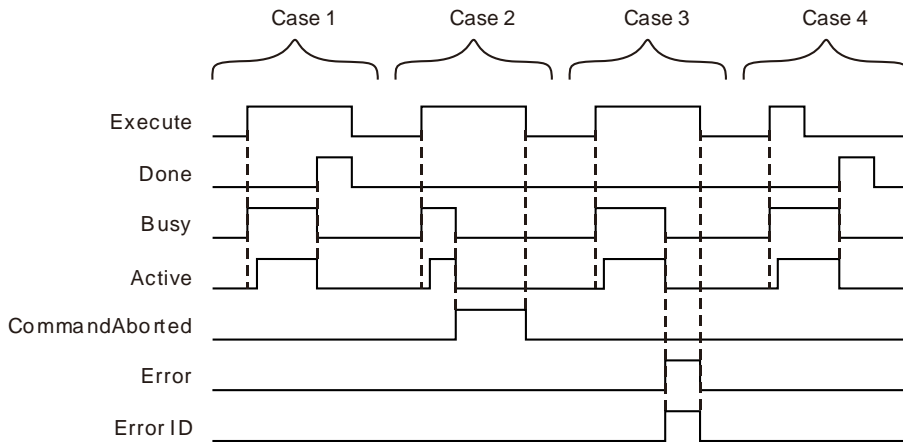 Case 1 Case 2 Case 3 Case 4
Execute
Done
Busy
Active
CommandAborted
Error
Error ID